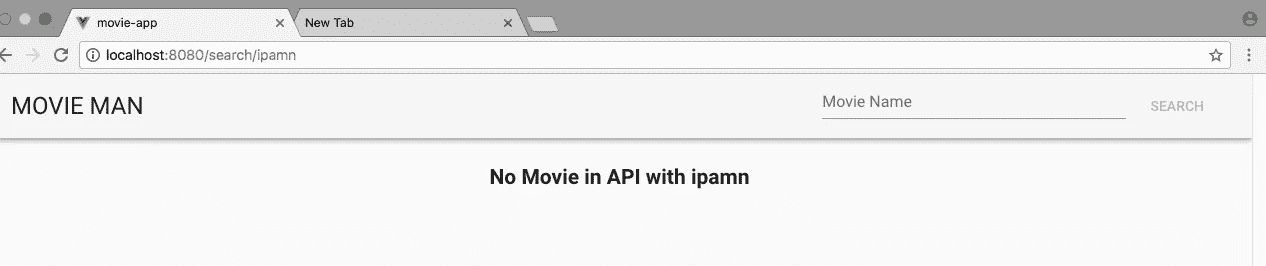 movie-app
New Tab
localhost:8080/search/ipamn
MOVIE MAN
Movie Name
SEARCH
No Movie in API with ipamn